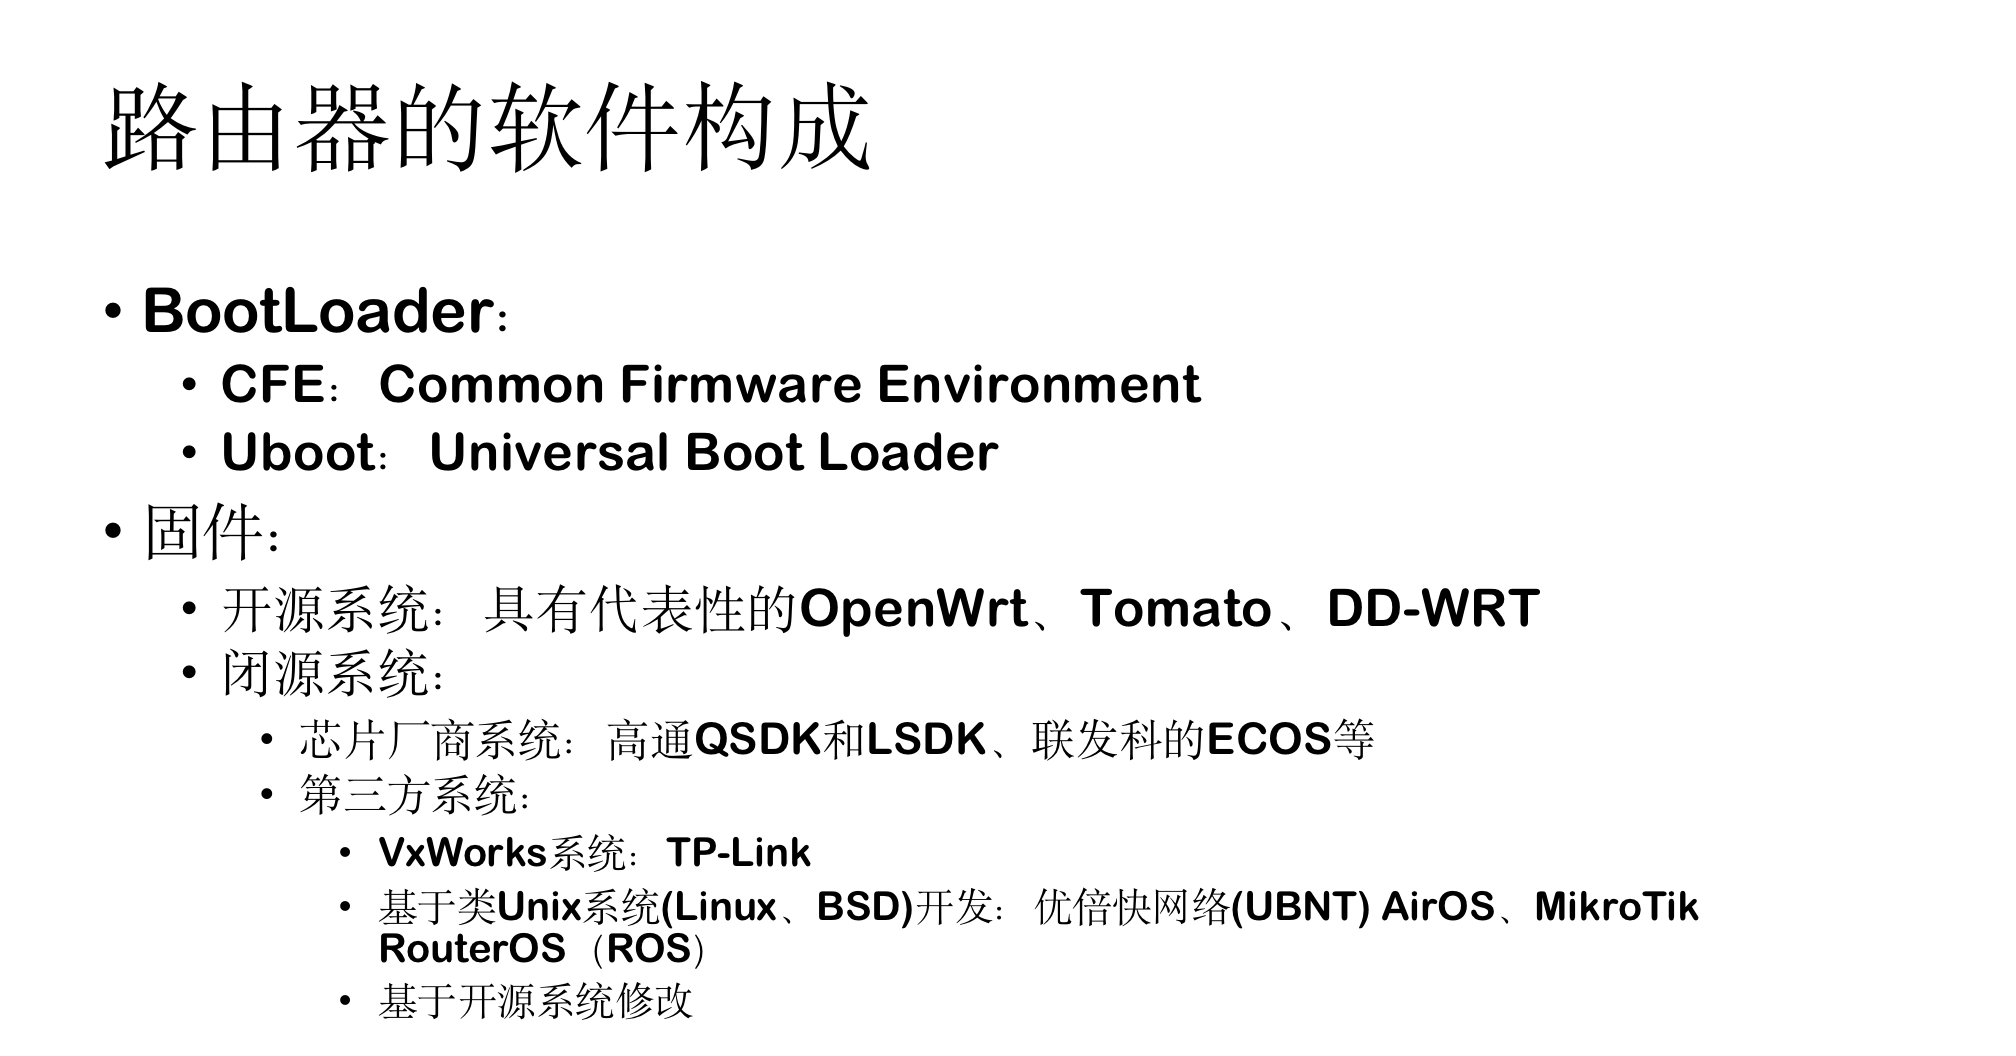 路由器的软件构成
• BootLoader：
• CFE： Common Firmware Environment
• Uboot： Universal Boot Loader
• 固件：
• 开源系统： 具有代表性的OpenWrt、Tomato、DD-WRT
• 闭源系统：
• 芯片厂商系统： 高通QSDK和LSDK、联发科的ECOS等
• 第三方系统：
• VxWorks系统： TP-Link
• 基于类Unix系统(Linux、BSD)开发： 优倍快网络(UBNT) AirOS、MikroTik
RouterOS（ROS）
• 基于开源系统修改